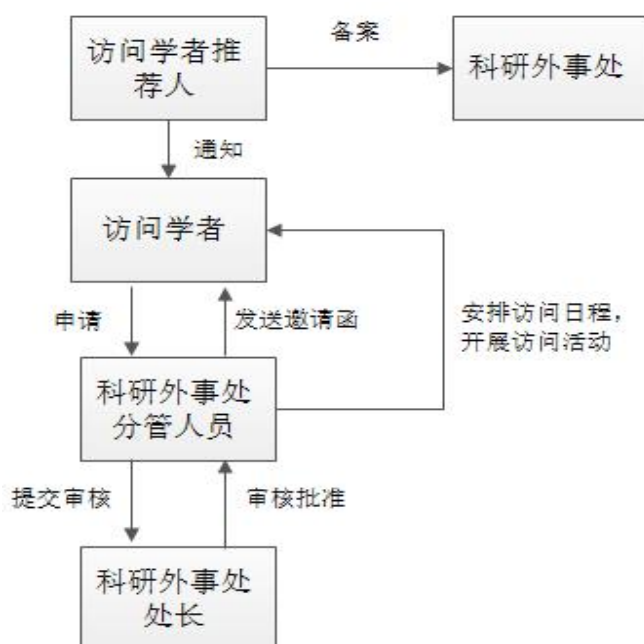 备案
访问学者推
荐人
科研外事处
通知
访问学者
申请
发送邀请函
安排访问日程，
开展访问活动
科研外事处
分管人员
提交审核
审核批准
科研外事处
处长